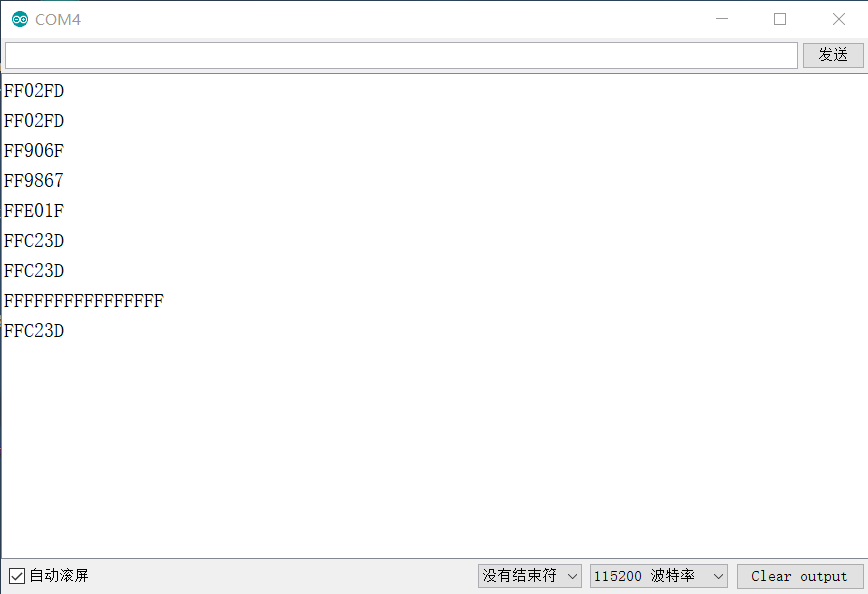 COM4
发送
FF02FD
FF02FD
FF906F
FF9867
FFE01F
FFC23D
FFC23D
FFFFFFFFFFFFFFFF
FFC23D
自动滚屏
没有结束符
115200 波特率
Clear output